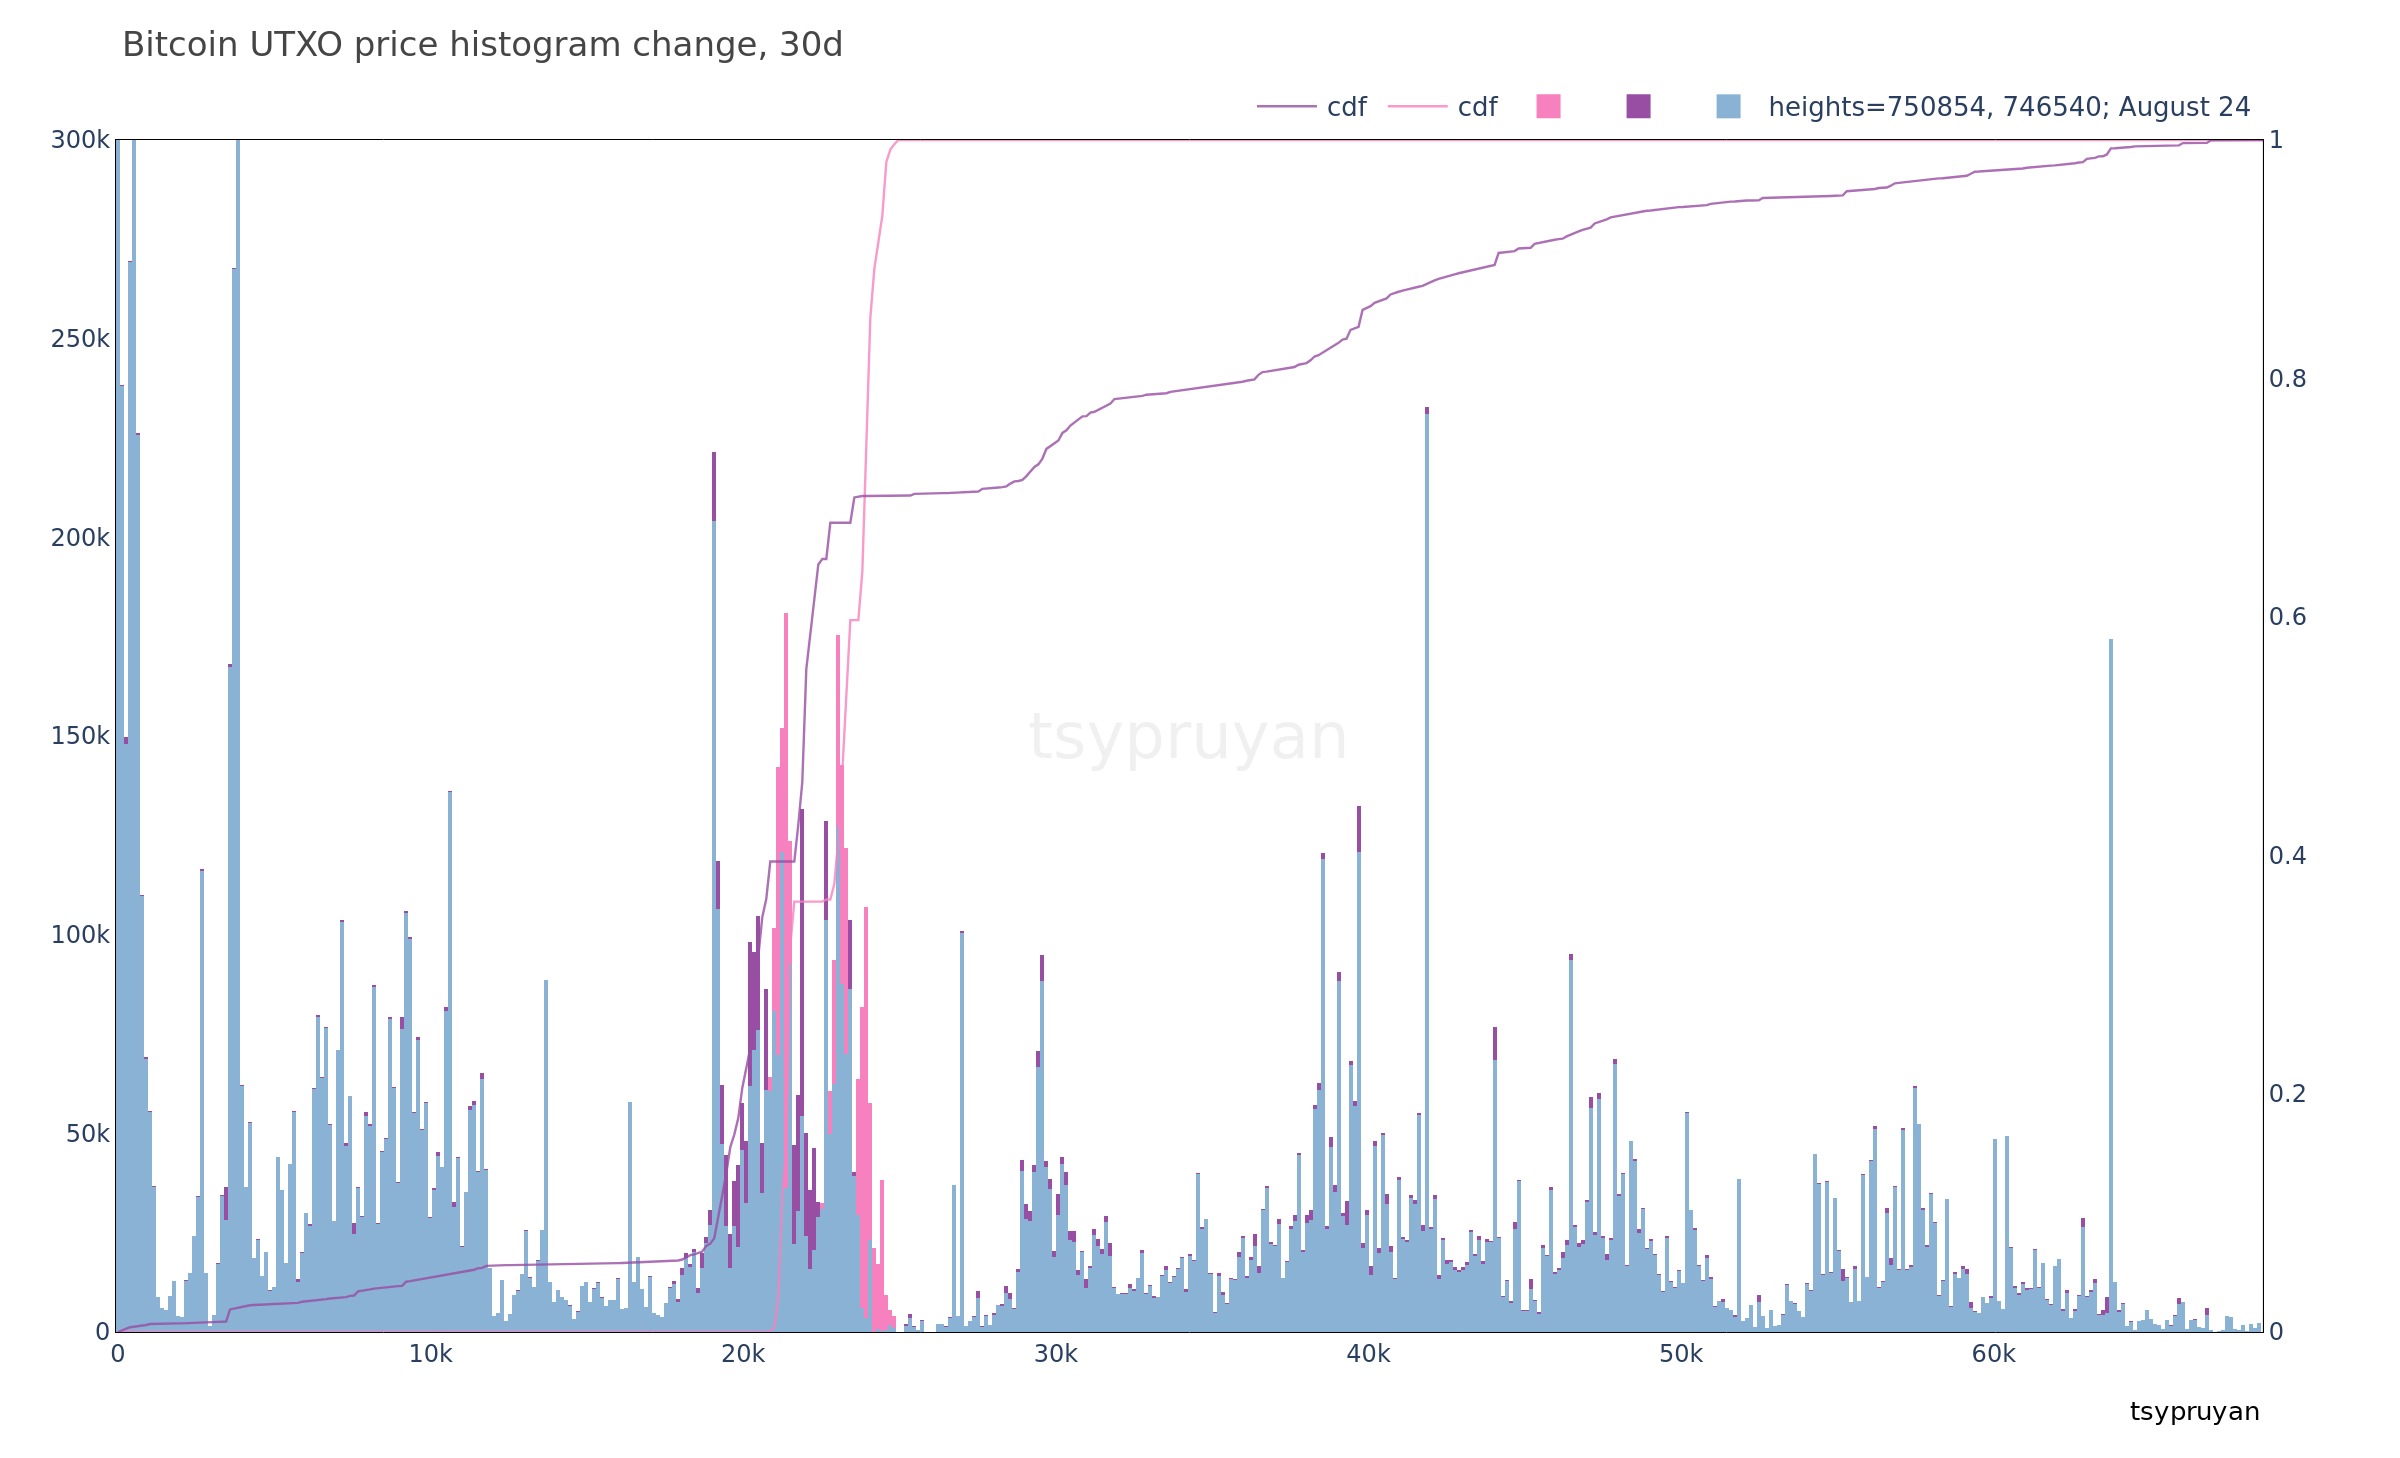 Bitcoin UTXO price histogram change, 30d
cdf cdf heights=750854, 746540; August 24
300k 1
250k
0.8
200k
0.6
150k
tsypruyan
0.4
100k
0.2
50k
0 0
0 10k 20k 30k 40k 50k 60k
tsypruyan